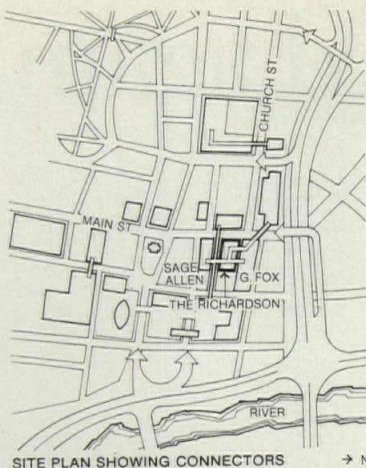 CHURCH ST
MAIN ST
SAGE
ALLEN
G. FOX
THE RICHARDSON
RIVER
SITE PLAN SHOWING CONNECTORS → N